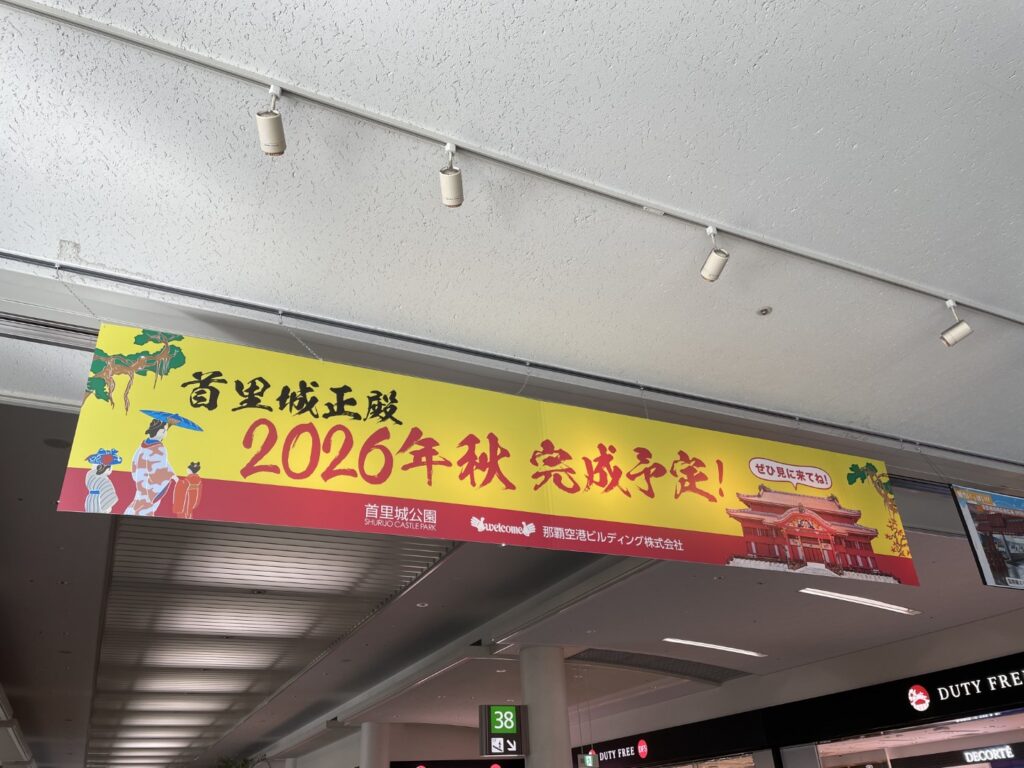 首里城正殿
2026年秋 完成予定!
ぜひ見に来てね!
首里城公園
SHURIJO CASTLE PARK
welcome
那覇空港ビルディング株式会社
38
DUTY FREE
DFS
DUTY FREE
DECORTÉ